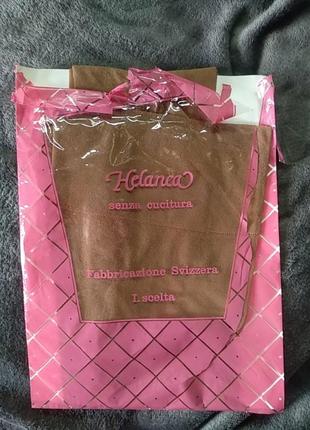 Helanca
senza cucitura
Fabbricazione Svizzera
I. scelta